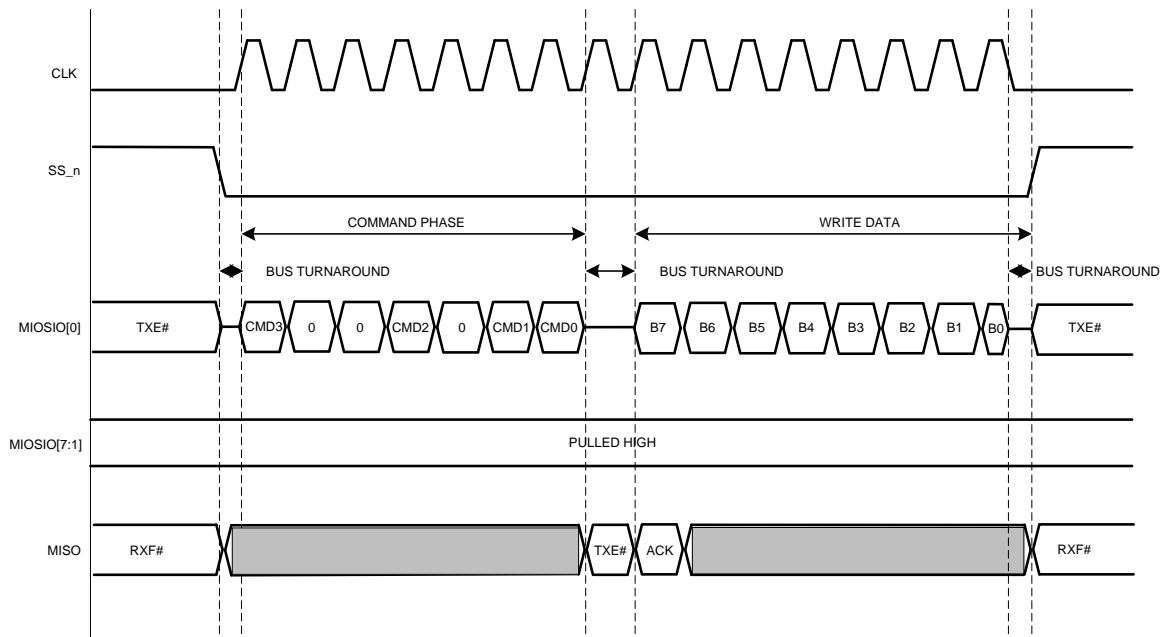 CLK
SS_n
COMMAND PHASE WRITE DATA
BUS TURNAROUND BUS TURNAROUND BUS TURNAROUND
MIOSIO[0] TXE# CMD3 0 0 CMD2 0 CMD1 CMD0 B7 B6 B5 B4 B3 B2 B1 B0 TXE#
MIOSIO[7:1] PULLED HIGH
MISO RXF# TXE# ACK RXF#